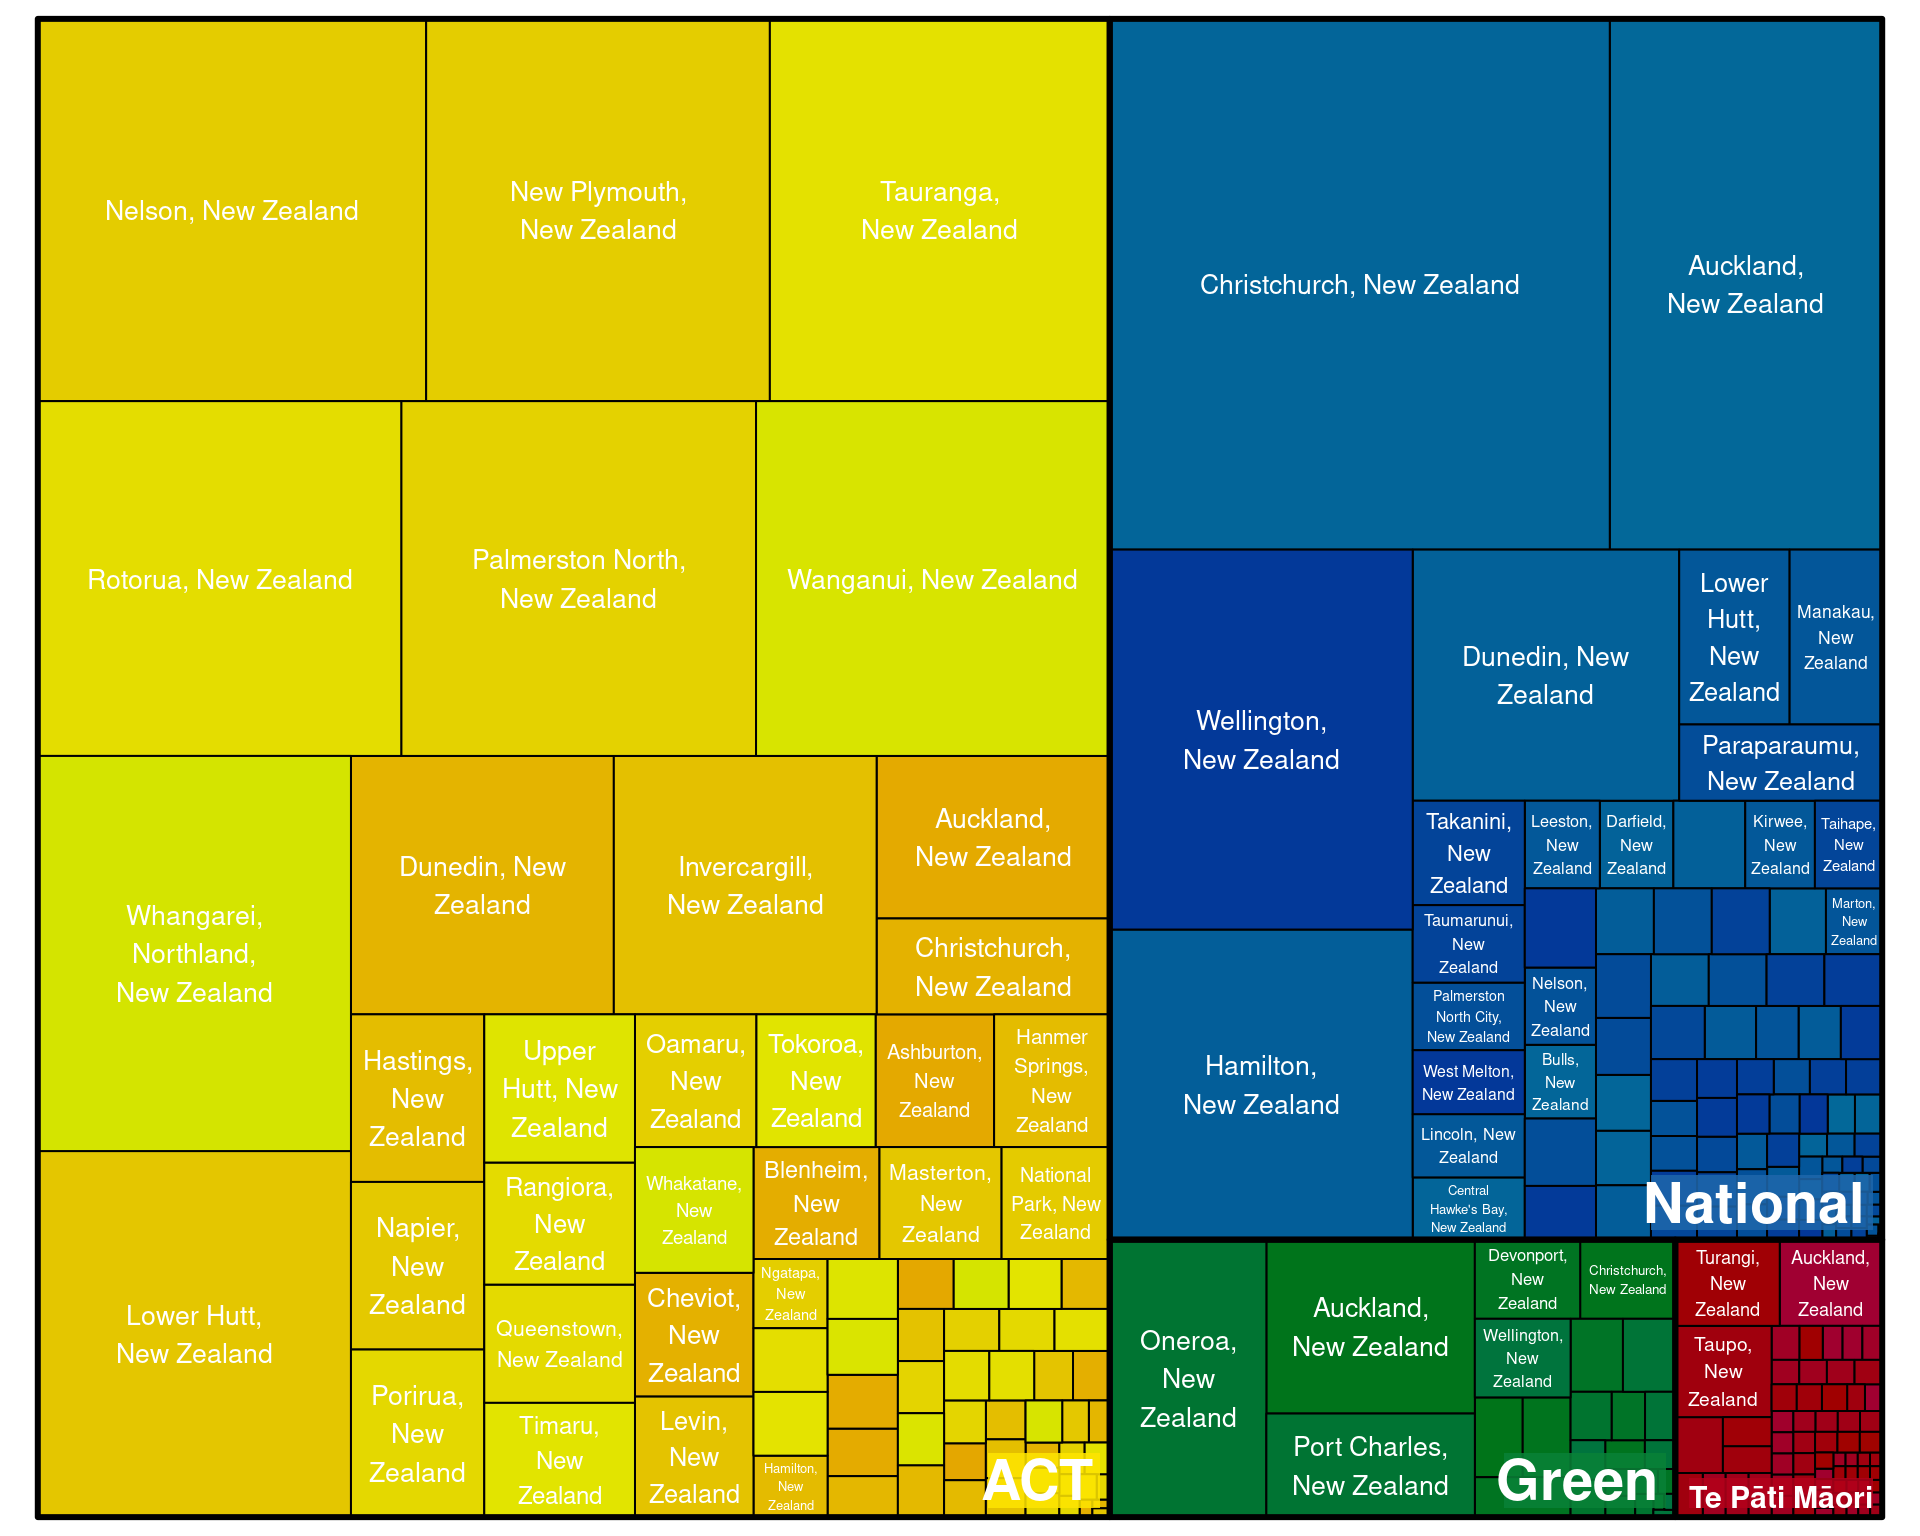 Nelson, New Zealand
New Plymouth,
New Zealand
Tauranga,
New Zealand
Rotorua, New Zealand
Palmerston North,
New Zealand
Wanganui, New Zealand
Whangarei,
Northland,
New Zealand
Lower Hutt,
New Zealand
Dunedin, New
Zealand
Invercargill,
New Zealand
Auckland,
New Zealand
Christchurch,
New Zealand
Hastings,
New
Zealand
Napier,
New
Zealand
Porirua,
New
Zealand
Upper
Hutt, New
Zealand
Rangiora,
New
Zealand
Queenstown,
New Zealand
Timaru,
New
Zealand
Oamaru,
New
Zealand
Tokoroa,
New
Zealand
Ashburton,
New
Zealand
Hanmer
Springs,
New
Zealand
Whakatane,
New
Zealand
Cheviot,
New
Zealand
Levin,
New
Zealand
Blenheim,
New
Zealand
Masterton,
New
Zealand
National
Park, New
Zealand
Ngatapa,
New
Zealand
Hamilton,
New
Zealand
ACT
Christchurch, New Zealand
Auckland,
New Zealand
Wellington,
New Zealand
Hamilton,
New Zealand
Dunedin, New
Zealand
Lower
Hutt,
New
Zealand
Manakau,
New
Zealand
Paraparaumu,
New Zealand
Takanini,
New
Zealand
Taumarunui,
New
Zealand
Palmerston
North City,
New Zealand
West Melton,
New Zealand
Lincoln, New
Zealand
Central
Hawke's Bay,
New Zealand
Leeston,
New
Zealand
Darfield,
New
Zealand
Kirwee,
New
Zealand
Taihape,
New
Zealand
Marton,
New
Zealand
Nelson,
New
Zealand
Bulls,
New
Zealand
National
Oneroa,
New
Zealand
Auckland,
New Zealand
Port Charles,
New Zealand
Devonport,
New
Zealand
Christchurch,
New Zealand
Wellington,
New
Zealand
Green
Turangi,
New
Zealand
Auckland,
New
Zealand
Taupo,
New
Zealand
Te Pāti Māori